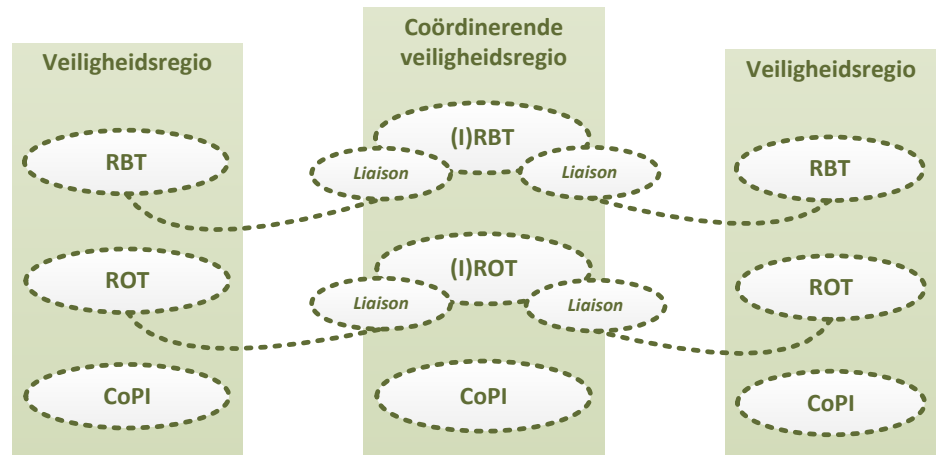 Veiligheidsregio
RBT
ROT
CoPI
Coördinerende
veiligheidsregio
(I)RBT
Liaison
Liaison
(I)ROT
Liaison
Liaison
CoPI
Veiligheidsregio
RBT
ROT
CoPI